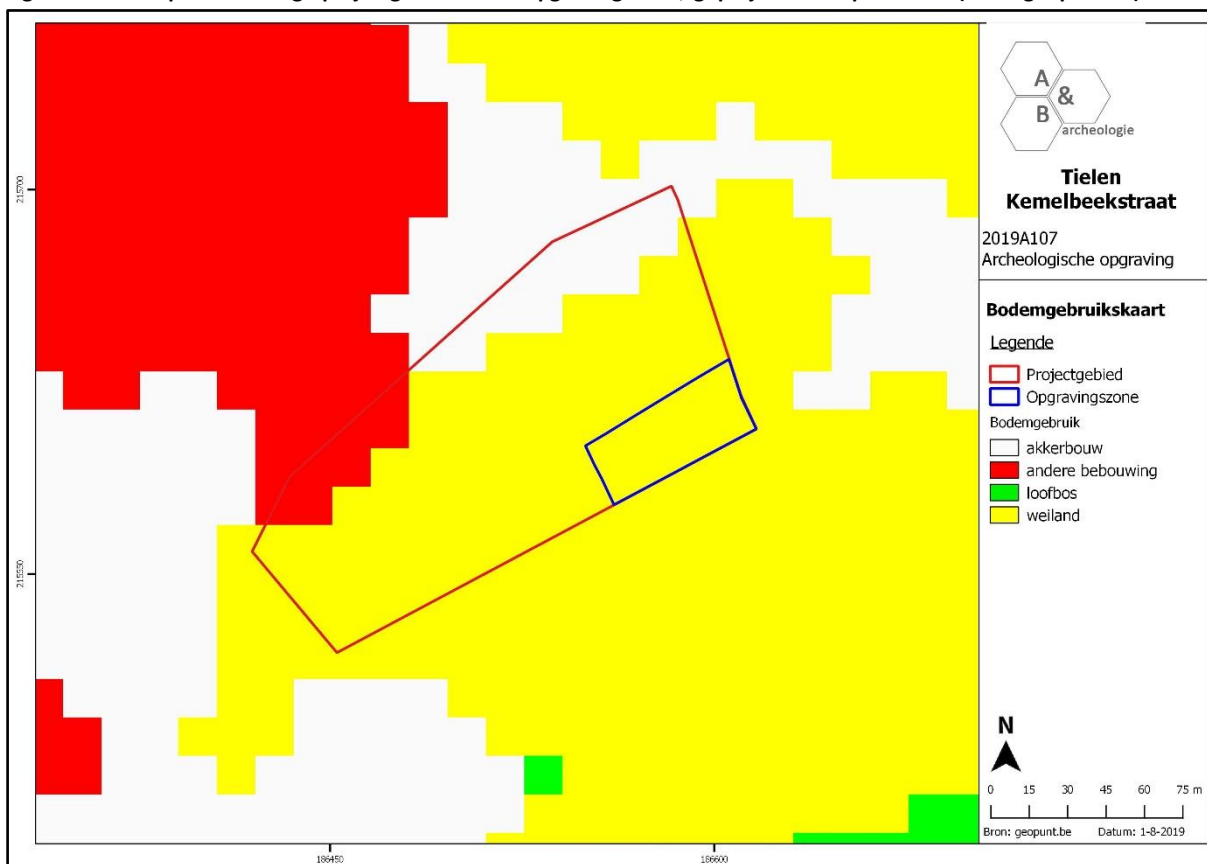 215700
215550
186450
186600
A
&
B
archeologie
Tielen
Kemelbeekstraat
2019A107
Archeologische opgraving
Bodemgebruikskaart
Legende
Projectgebied
Opgravingszone
Bodemgebruik
akkerbouw
andere bebouwing
loofbos
weiland
N
0 15 30 45 60 75 m
Bron: geopunt.be Datum: 1-8-2019